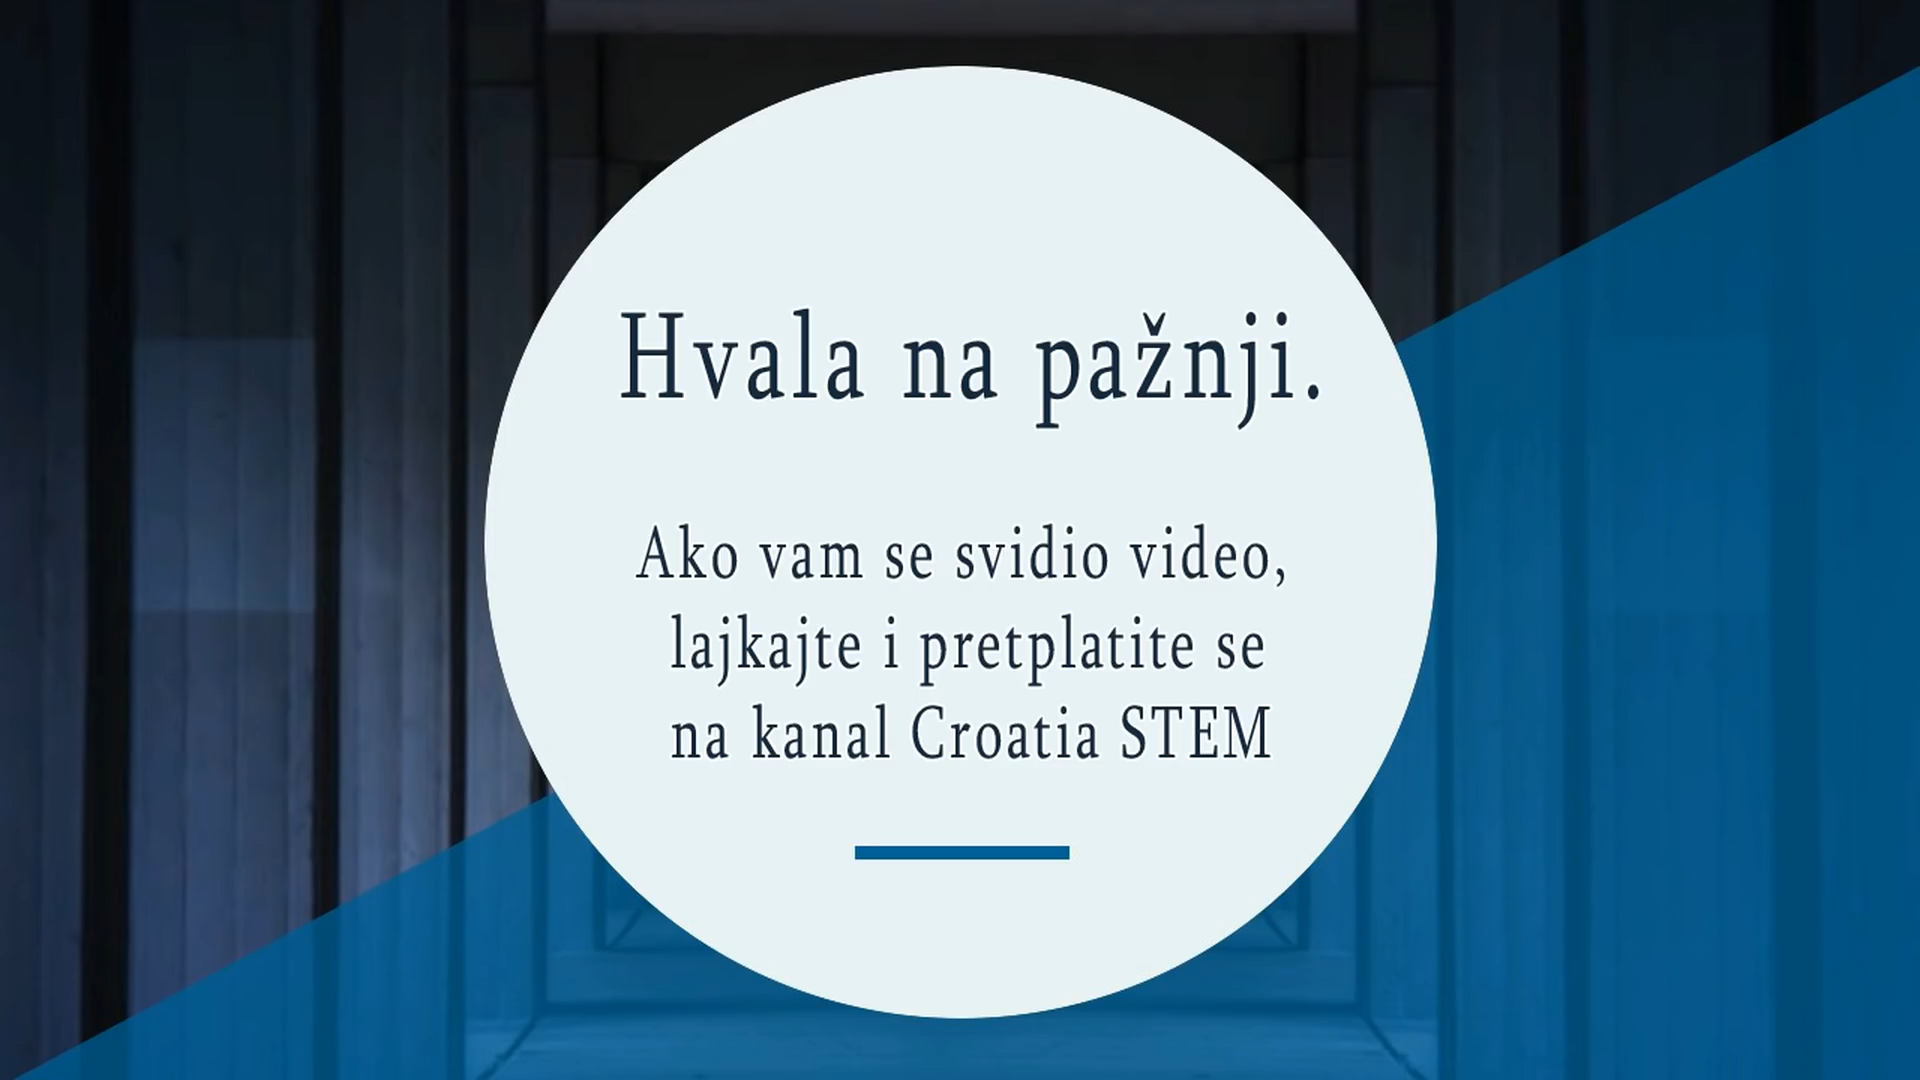 Hvala na pažnji.
Ako vam se svidio video,
lajkajte i pretplatite se
na kanal Croatia STEM